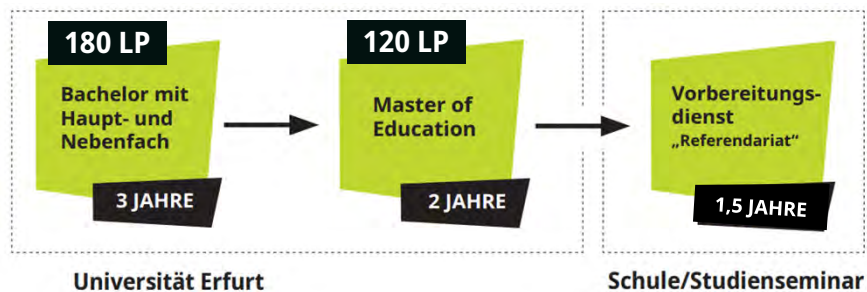 180 LP
Bachelor mit
Haupt- und
Nebenfach
3 JAHRE
120 LP
Master of
Education
2 JAHRE
Vorbereitungs-
dienst
„Referendariat“
1,5 JAHRE
Universität Erfurt
Schule/Studienseminar